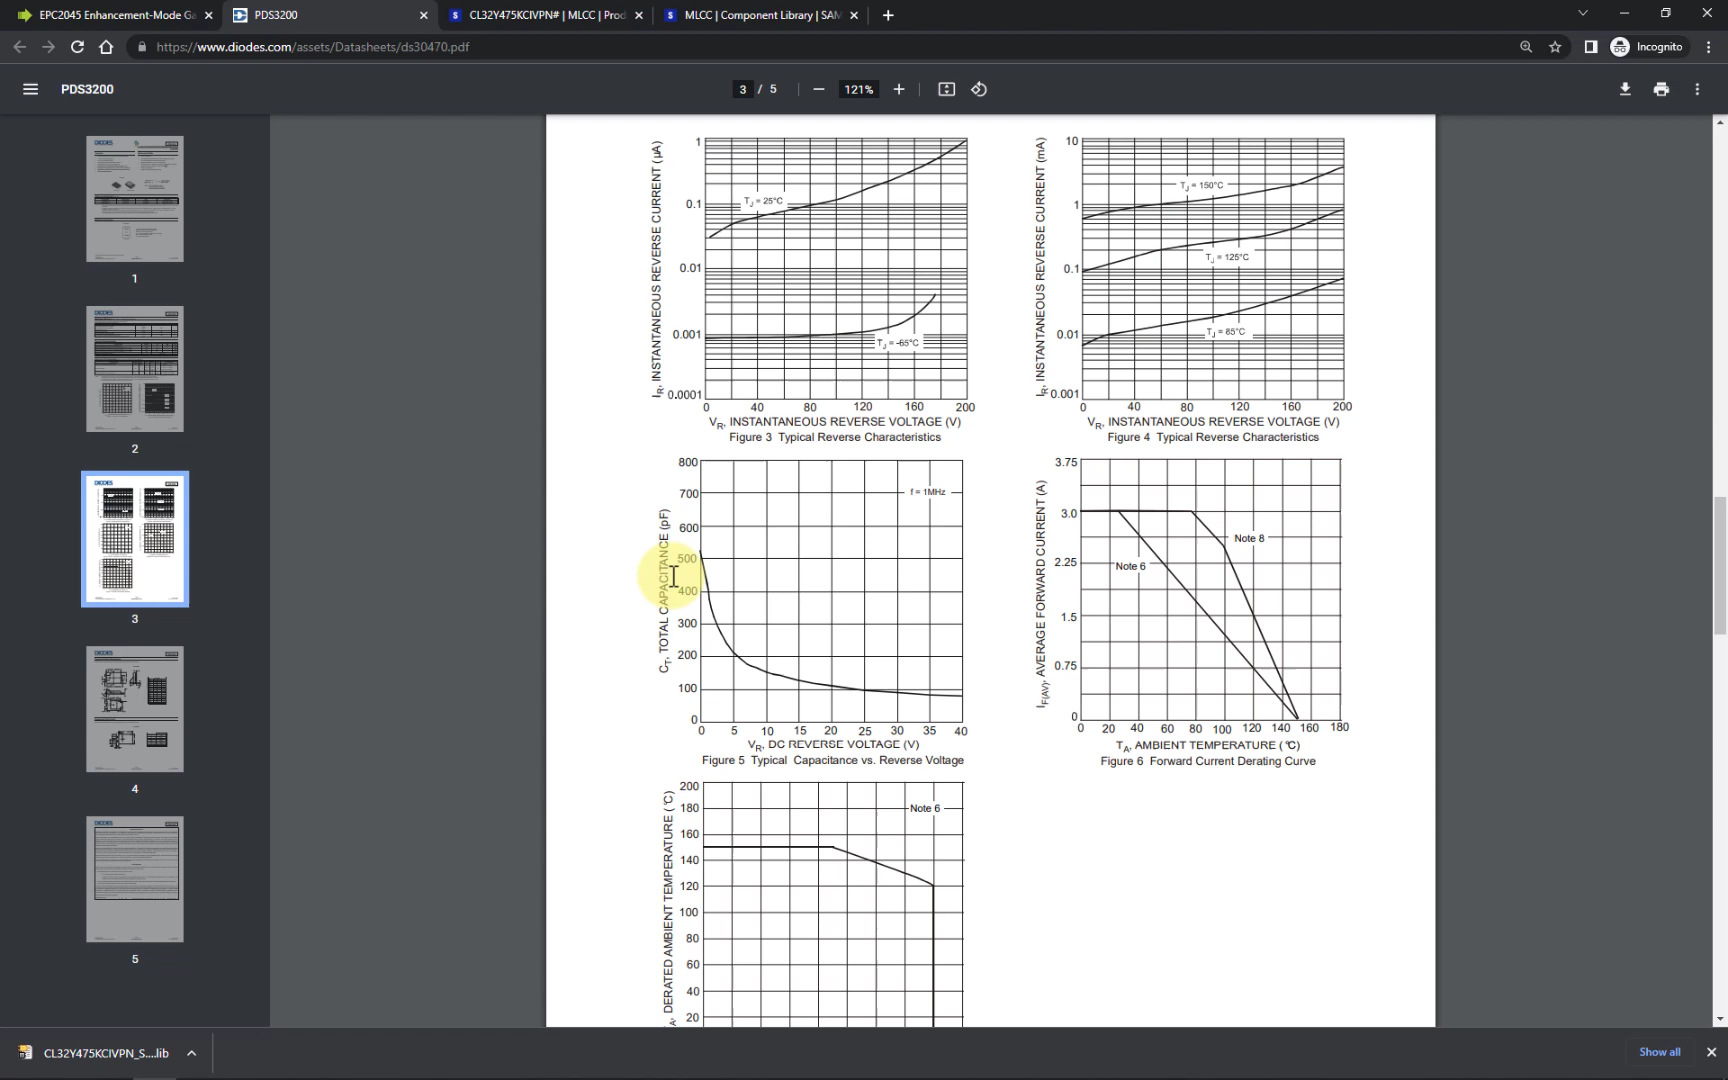 EPC2045 Enhancement-Mode Ga
PDS3200
CL32Y475KCIVPN# | MLCC | Prod
MLCC | Component Library | SAM
https://www.diodes.com/assets/Datasheets/ds30470.pdf
Incognito
PDS3200
3 / 5
121%
1
2
3
4
5
IR, INSTANTANEOUS REVERSE CURRENT (µA)
1
0.1
0.01
0.001
0.0001
TJ = 25°C
TJ = -65°C
0 40 80 120 160 200
VR, INSTANTANEOUS REVERSE VOLTAGE (V)
Figure 3 Typical Reverse Characteristics
IR, INSTANTANEOUS REVERSE CURRENT (mA)
10
1
0.1
0.01
0.001
TJ = 150°C
TJ = 125°C
TJ = 85°C
0 40 80 120 160 200
VR, INSTANTANEOUS REVERSE VOLTAGE (V)
Figure 4 Typical Reverse Characteristics
CT, TOTAL CAPACITANCE (pF)
800
700
600
500
400
300
200
100
0
f = 1MHz
0 5 10 15 20 25 30 35 40
VR, DC REVERSE VOLTAGE (V)
Figure 5 Typical Capacitance vs. Reverse Voltage
IF(AV), AVERAGE FORWARD CURRENT (A)
3.75
3.0
2.25
1.5
0.75
0
Note 8
Note 6
0 20 40 60 80 100 120 140 160 180
TA, AMBIENT TEMPERATURE (°C)
Figure 6 Forward Current Derating Curve
A, DERATED AMBIENT TEMPERATURE (°C)
200
180
160
140
120
100
80
60
40
20
Note 6
CL32Y475KCIVPN_S....lib
Show all